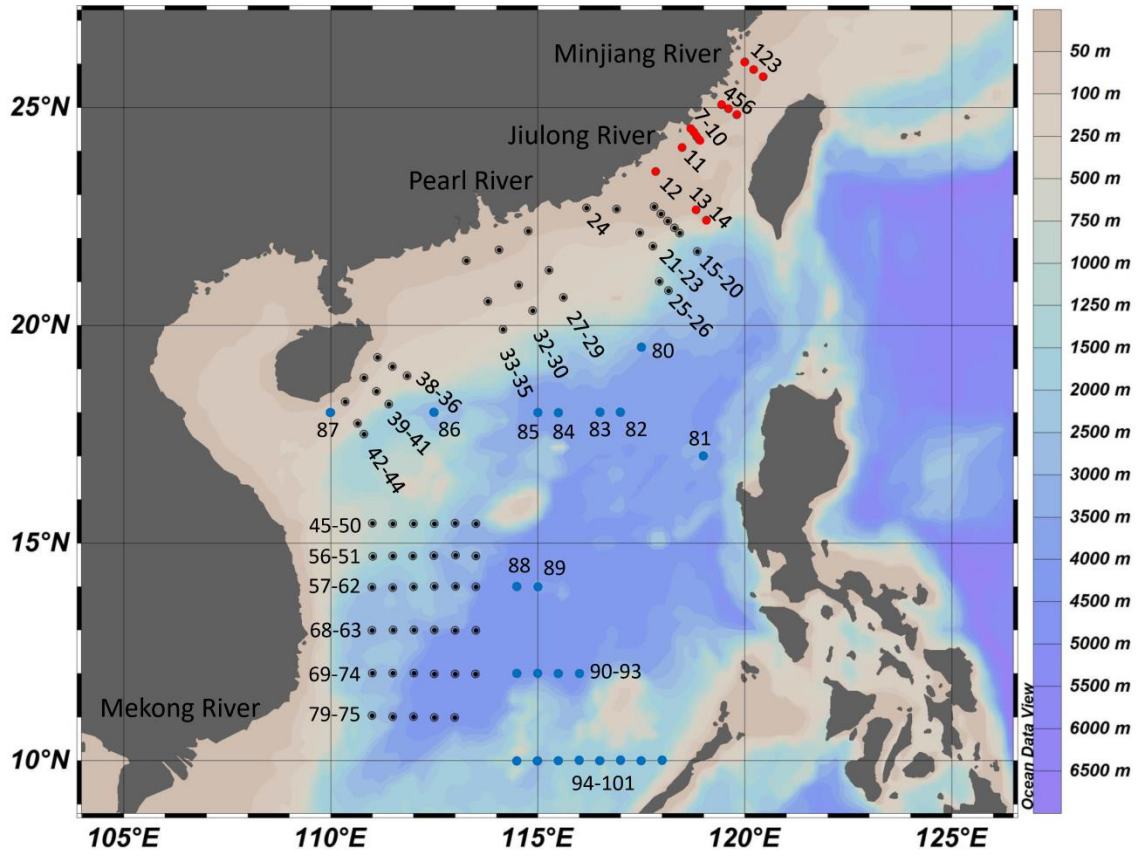 Minjiang River
123
456
7-10
Jiulong River
11
Pearl River
12
13
14
24
15-20
21-23
25-26
27-29
32-30
33-35
80
38-36
39-41
42-44
87
86
85
84
83
82
81
45-50
56-51
57-62
88
89
68-63
69-74
90-93
Mekong River
79-75
94-101
25°N
20°N
15°N
10°N
105°E
110°E
115°E
120°E
125°E
50 m
100 m
250 m
500 m
750 m
1000 m
1250 m
1500 m
2000 m
2500 m
3000 m
3500 m
4000 m
4500 m
5000 m
5500 m
6000 m
6500 m
Ocean Data View